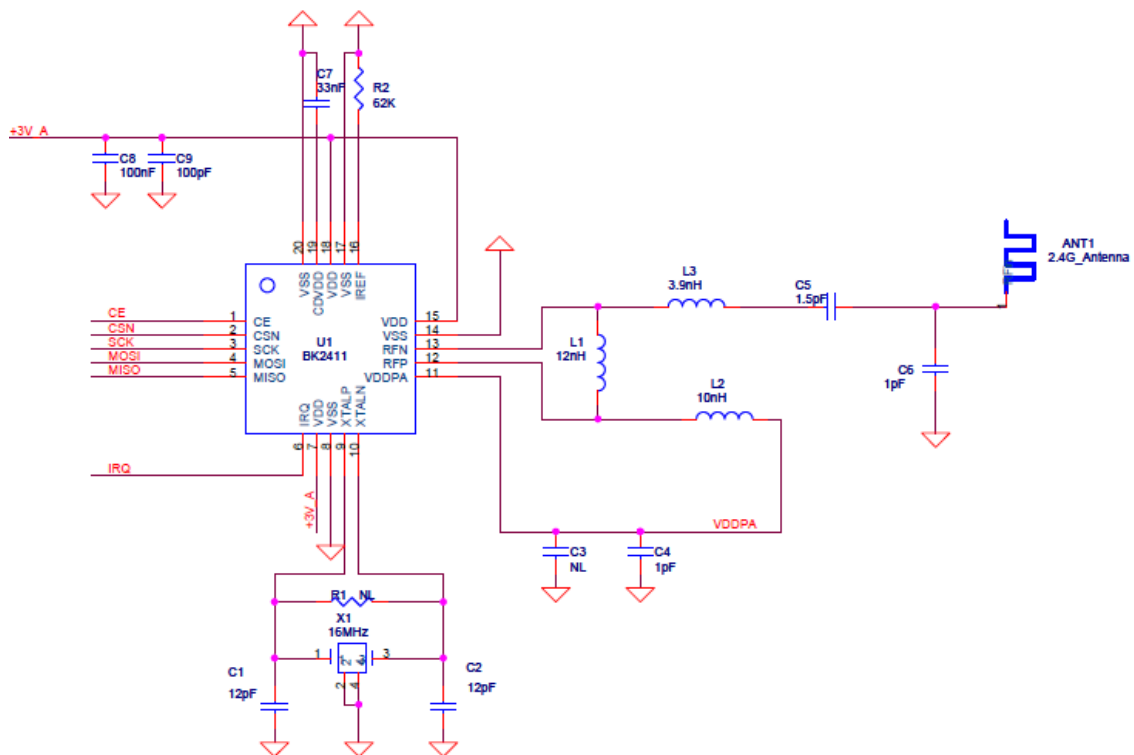 C7
33nF
R2
62K
+3V_A
C8
100nF
C9
100pF
20
19
18
17
16
VSS
CDVDD
VDD
VSS
IREF
ANT1
2.4G_Antenna
L3
3.9nH
C5
1.5pF
1
CE
CSN
SCK
MOSI
MISO
1
2
3
4
5
CE
CSN
SCK
MOSI
MISO
U1
BK2411
VDD
VSS
RFN
RFP
VDDPA
15
14
13
12
11
L1
12nH
C6
1pF
L2
10nH
IRQ
VDD
VSS
XTALP
XTALN
6
7
8
9
10
IRQ
+3V_A
VDDPA
C3
NL
C4
1pF
R1
NL
X1
16MHz
1
2
4
3
2
4
C1
12pF
C2
12pF